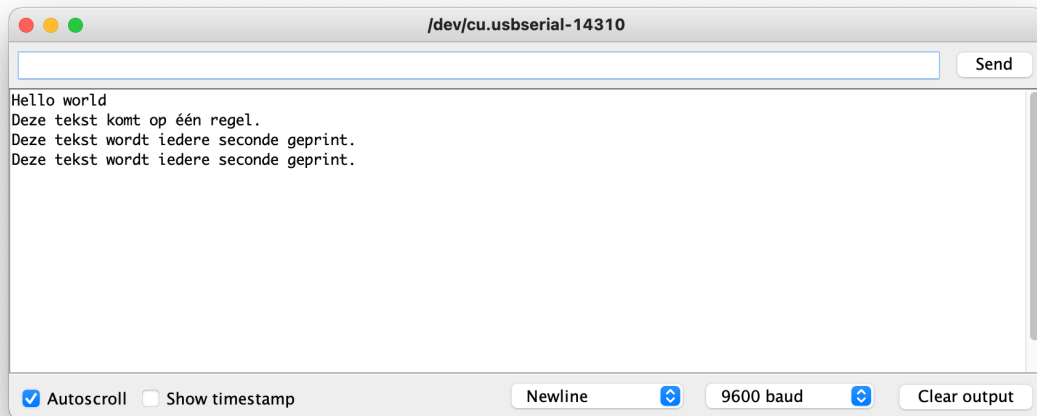 /dev/cu.usbserial-14310
Send
Hello world
Deze tekst komt op één regel.
Deze tekst wordt iedere seconde geprint.
Deze tekst wordt iedere seconde geprint.
Autoscroll Show timestamp Newline 9600 baud Clear output